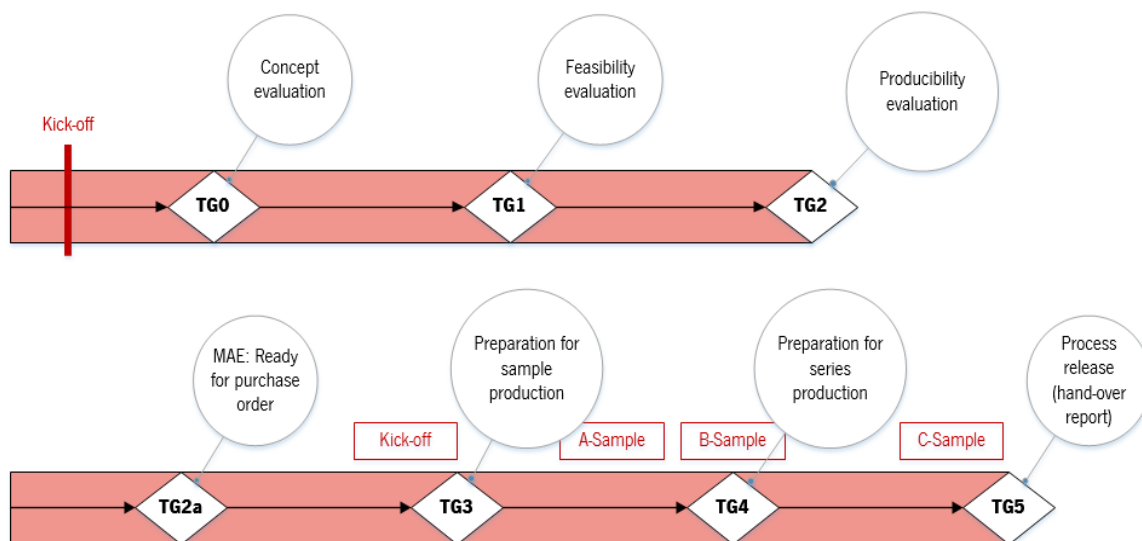 Concept
evaluation
Feasibility
evaluation
Producibility
evaluation
Kick-off
TG0
TG1
TG2
MAE: Ready
for purchase
order
Preparation for
sample
production
Preparation for
series
production
Process
release
(hand-over
report)
Kick-off
A-Sample
B-Sample
C-Sample
TG2a
TG3
TG4
TG5